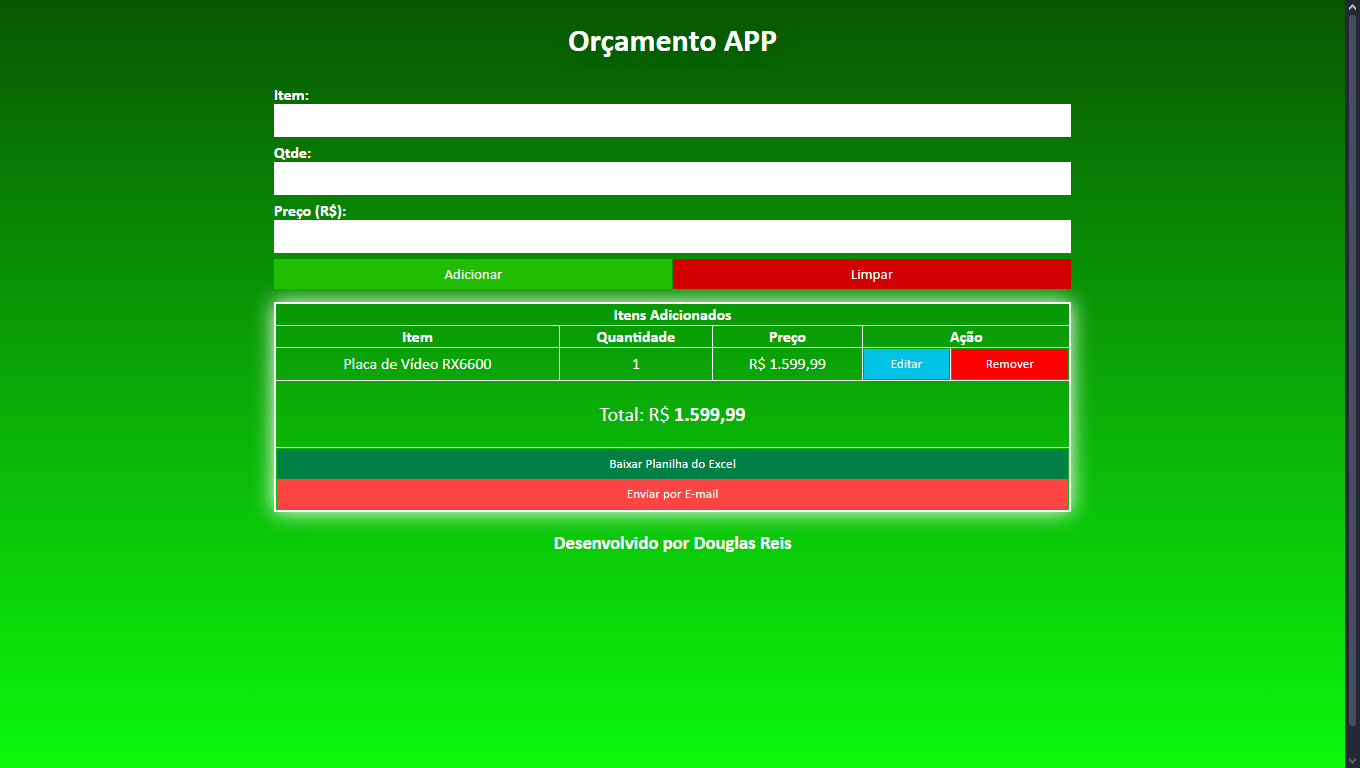 Orçamento APP
Item:
Qtde:
Preço (R$):
Adicionar Limpar
Itens Adicionados
Item Quantidade Preço Ação
Placa de Vídeo RX6600 1 R$ 1.599,99 Editar Remover
Total: R$ 1.599,99
Baixar Planilha do Excel
Enviar por E-mail
Desenvolvido por Douglas Reis